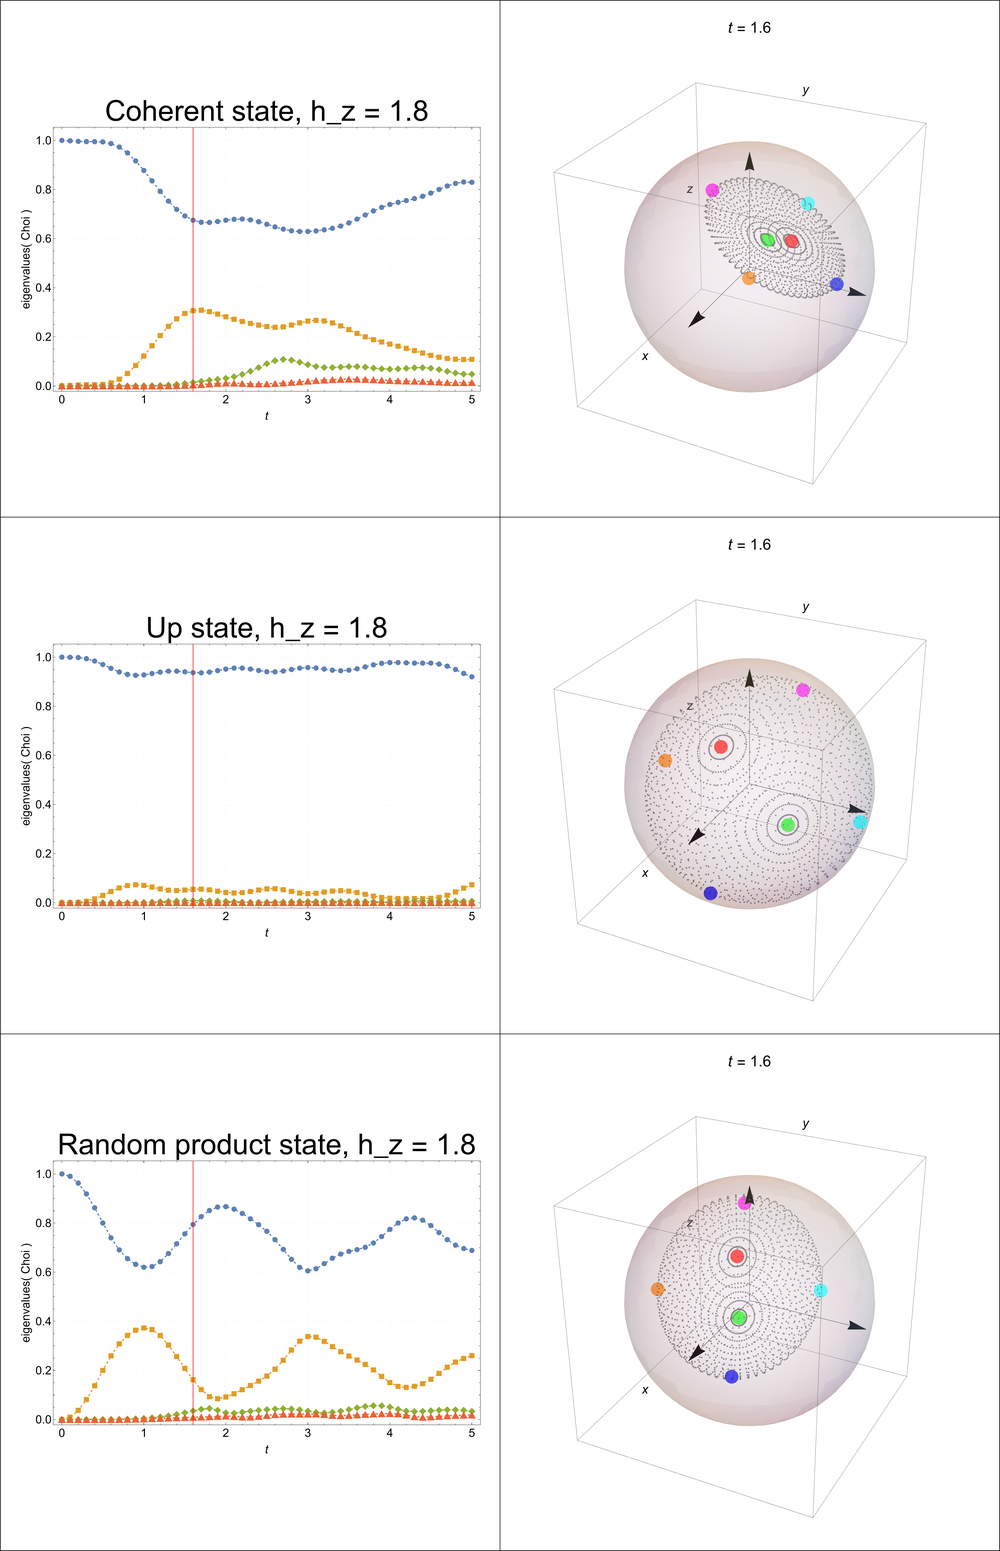 Coherent state, h_z = 1.8
eigenvalues( Choi )
1.0
0.8
0.6
0.4
0.2
0.0
0 1 2 3 4 5
t
t = 1.6
y
z
x
Up state, h_z = 1.8
eigenvalues( Choi )
1.0
0.8
0.6
0.4
0.2
0.0
0 1 2 3 4 5
t
t = 1.6
y
z
x
Random product state, h_z = 1.8
eigenvalues( Choi )
1.0
0.8
0.6
0.4
0.2
0.0
0 1 2 3 4 5
t
t = 1.6
y
z
x